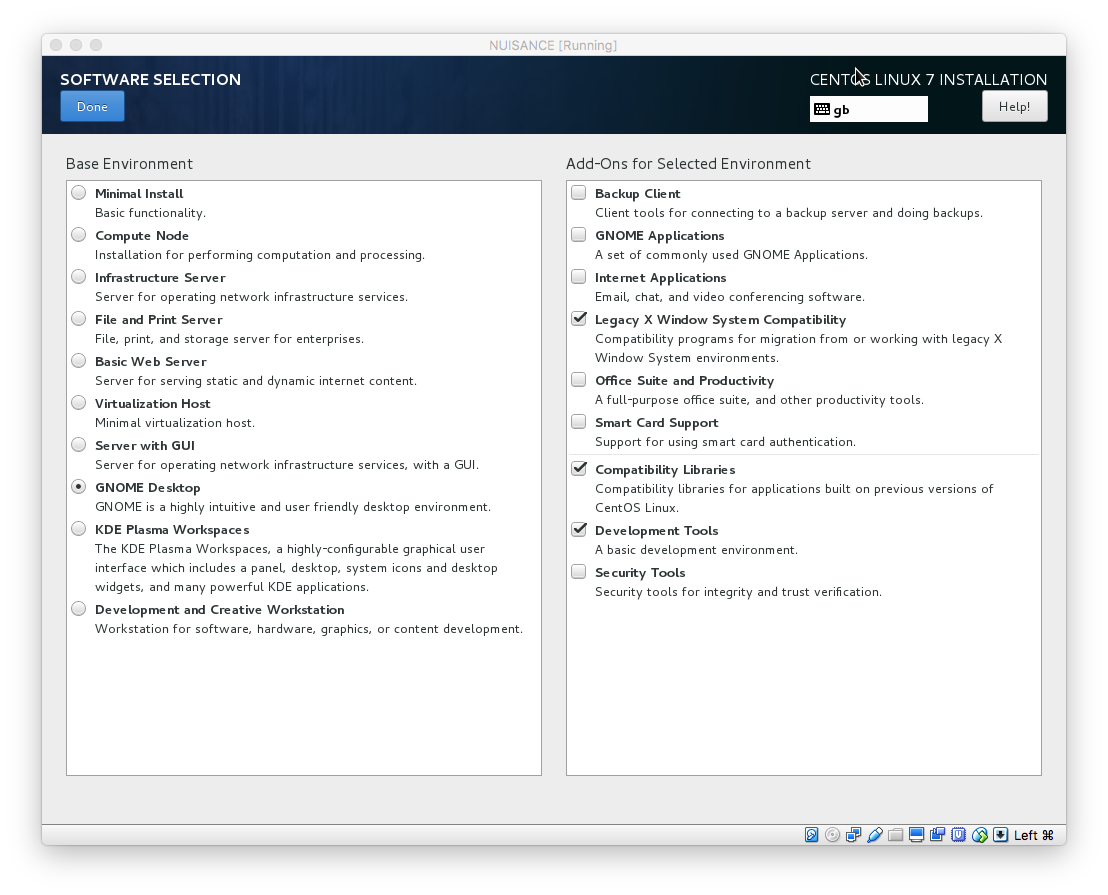 NUISANCE [Running]
SOFTWARE SELECTION
CENTOS LINUX 7 INSTALLATION
Done
gb
Help!
Base Environment
Minimal Install
Basic functionality.
Compute Node
Installation for performing computation and processing.
Infrastructure Server
Server for operating network infrastructure services.
File and Print Server
File, print, and storage server for enterprises.
Basic Web Server
Server for serving static and dynamic internet content.
Virtualization Host
Minimal virtualization host.
Server with GUI
Server for operating network infrastructure services, with a GUI.
GNOME Desktop
GNOME is a highly intuitive and user friendly desktop environment.
KDE Plasma Workspaces
The KDE Plasma Workspaces, a highly-configurable graphical user
interface which includes a panel, desktop, system icons and desktop
widgets, and many powerful KDE applications.
Development and Creative Workstation
Workstation for software, hardware, graphics, or content development.
Add-Ons for Selected Environment
Backup Client
Client tools for connecting to a backup server and doing backups.
GNOME Applications
A set of commonly used GNOME Applications.
Internet Applications
Email, chat, and video conferencing software.
Legacy X Window System Compatibility
Compatibility programs for migration from or working with legacy X
Window System environments.
Office Suite and Productivity
A full-purpose office suite, and other productivity tools.
Smart Card Support
Support for using smart card authentication.
Compatibility Libraries
Compatibility libraries for applications built on previous versions of
CentOS Linux.
Development Tools
A basic development environment.
Security Tools
Security tools for integrity and trust verification.
Left ⌘